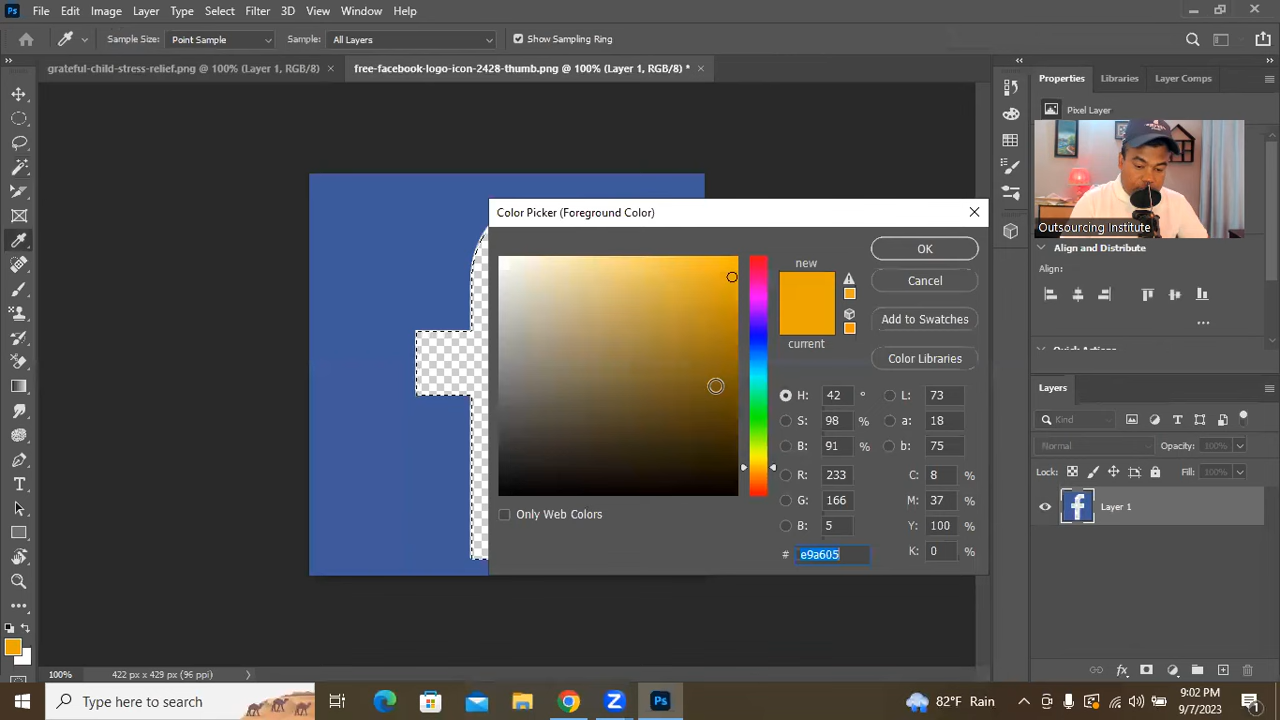 Ps File Edit Image Layer Type Select Filter 3D View Window Help
Sample Size: Point Sample Sample: All Layers Show Sampling Ring
grateful-child-stress-relief.png @ 100% (Layer 1, RGB/8) × free-facebook-logo-icon-2428-thumb.png @ 100% (Layer 1, RGB/8) * ×
Properties Libraries Layer Comps
Pixel Layer
Outsourcing Institute
Align and Distribute
Align:
Color Picker (Foreground Color)
new
current
OK
Cancel
Add to Swatches
Color Libraries
H: 42 ° L: 73
S: 98 % a: 18
B: 91 % b: 75
R: 233 C: 8 %
G: 166 M: 37 %
B: 5 Y: 100 %
# e9a605 K: 0 %
Only Web Colors
Layers
Kind
Normal Opacity: 100%
Lock: Fill: 100%
f Layer 1
fx
100% 422 px x 429 px (96 ppi)
Type here to search
Z Ps
82°F Rain
9:02 PM
9/7/2023
1